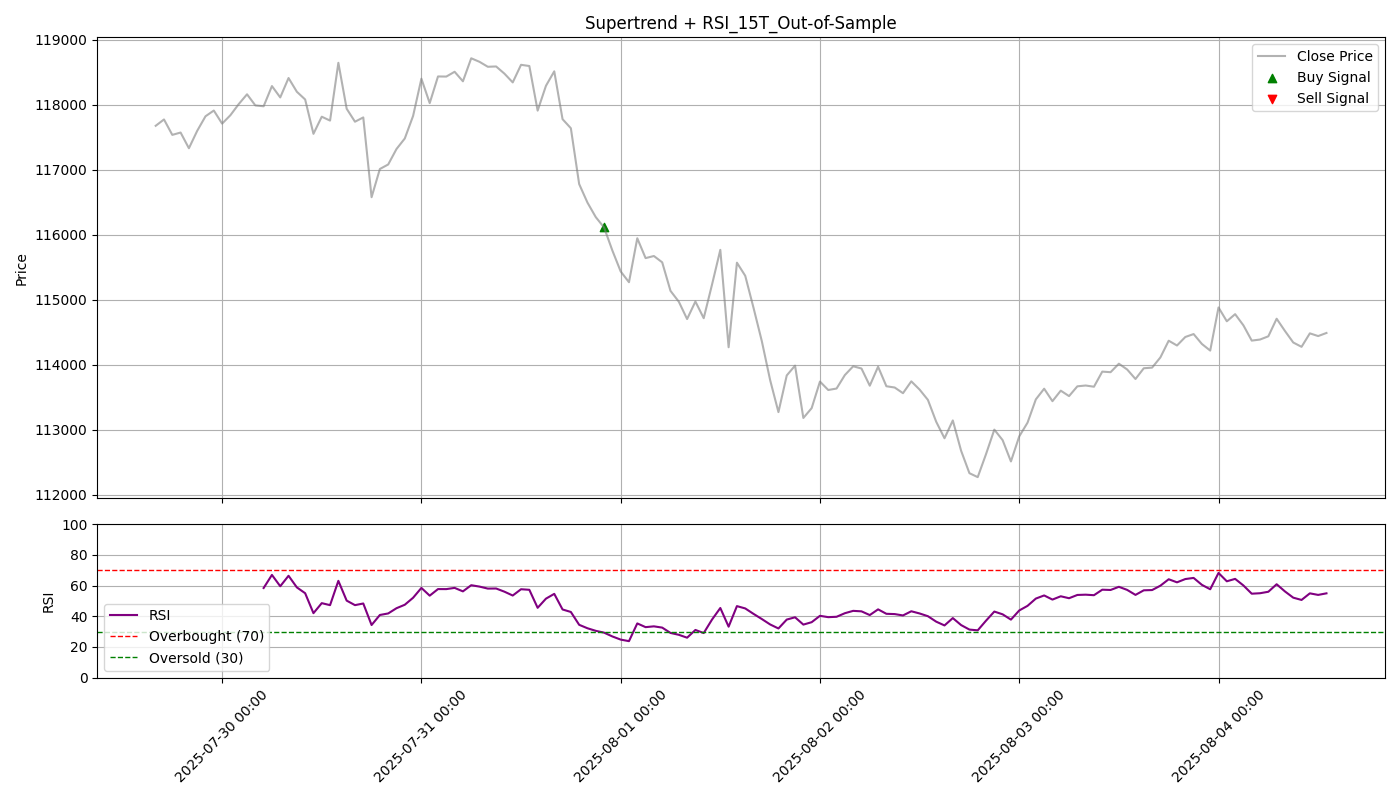 Supertrend + RSI_15T_Out-of-Sample
119000
118000
117000
116000
115000
114000
113000
112000
Price
Close Price
Buy Signal
Sell Signal
100
80
60
40
20
0
RSI
RSI
Overbought (70)
Oversold (30)
2025-07-30 00:00
2025-07-31 00:00
2025-08-01 00:00
2025-08-02 00:00
2025-08-03 00:00
2025-08-04 00:00